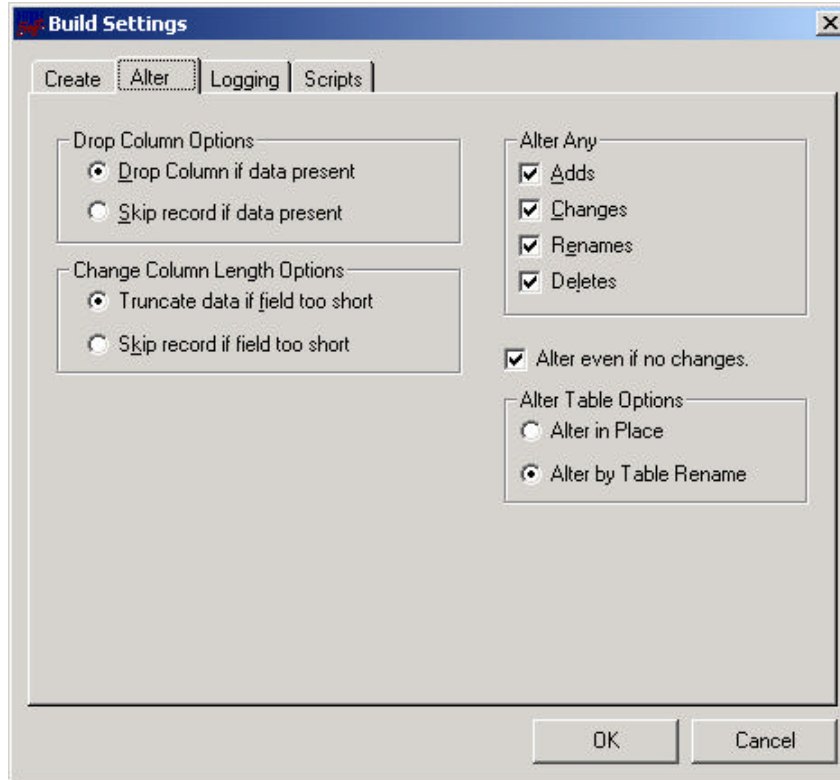 Build Settings
Create Alter Logging Scripts
Drop Column Options
Drop Column if data present
Skip record if data present
Change Column Length Options
Truncate data if field too short
Skip record if field too short
Alter Any
Adds
Changes
Renames
Deletes
Alter even if no changes.
Alter Table Options
Alter in Place
Alter by Table Rename
OK Cancel